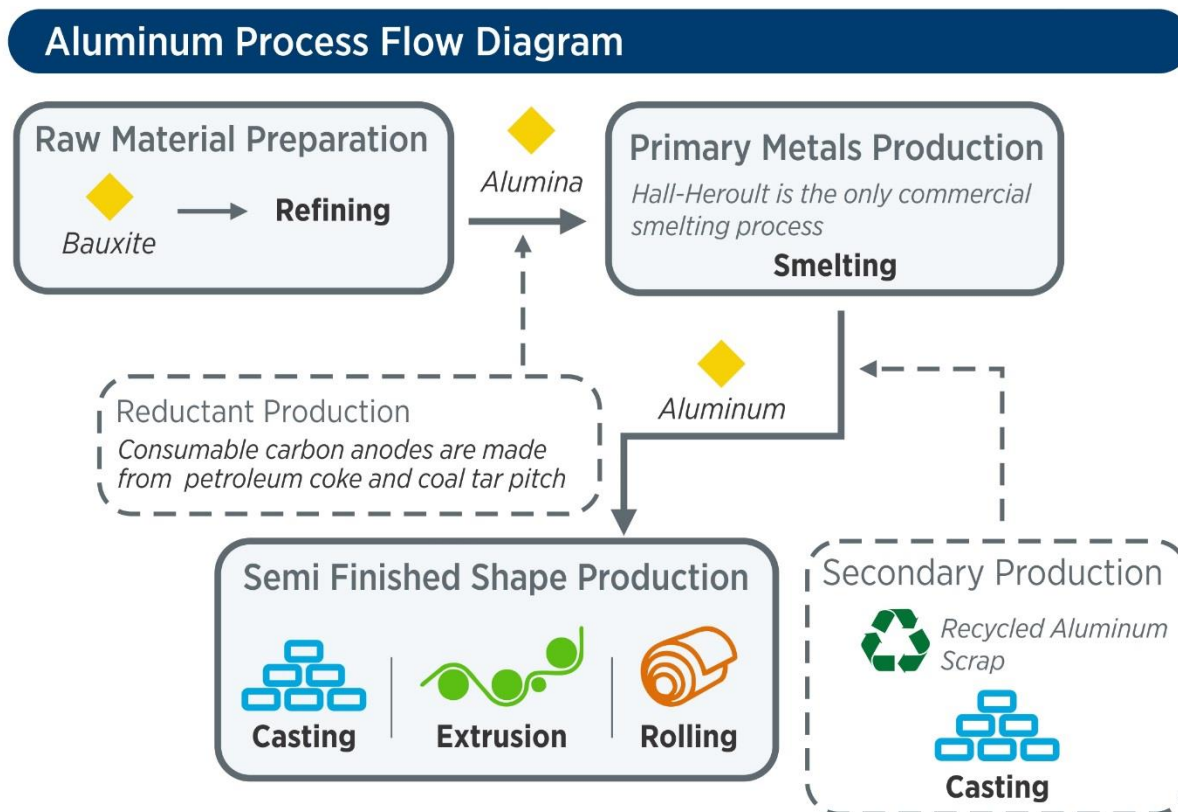 Aluminum Process Flow Diagram
Raw Material Preparation
Bauxite
Refining
Alumina
Primary Metals Production
Hall-Heroult is the only commercial
smelting process
Smelting
Reductant Production
Consumable carbon anodes are made
from petroleum coke and coal tar pitch
Aluminum
Semi Finished Shape Production
Casting
Extrusion
Rolling
Secondary Production
Recycled Aluminum
Scrap
Casting